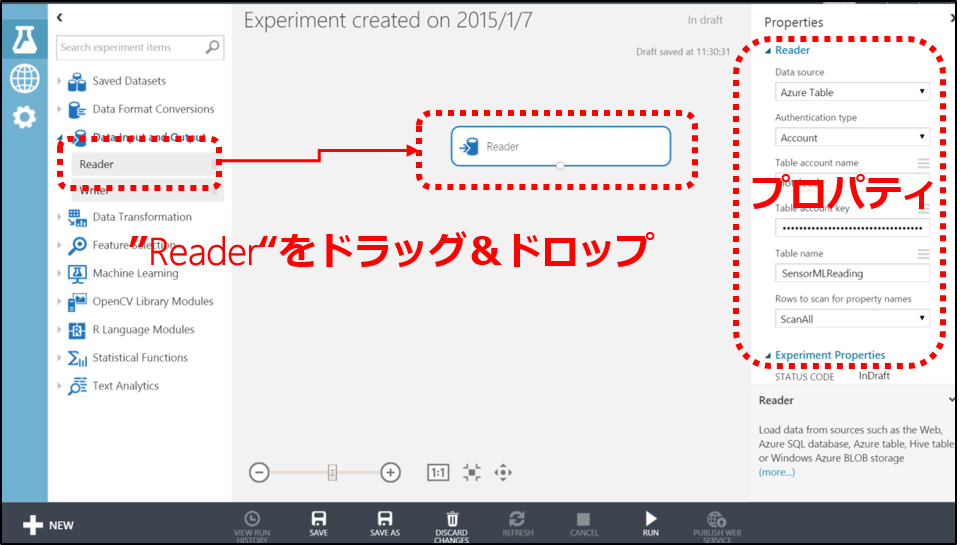 Experiment created on 2015/1/7
In draft
Draft saved at 11:30:31
Search experiment items
Saved Datasets
Data Format Conversions
Data Input and Output
Reader
Writer
Data Transformation
Feature Selection
Machine Learning
OpenCV Library Modules
R Language Modules
Statistical Functions
Text Analytics
Reader
”Reader“をドラッグ＆ドロップ
1:1
Properties
Reader
Data source
Azure Table
Authentication type
Account
Table account name
プロパティ
Table account key
Table name
SensorMLReading
Rows to scan for property names
ScanAll
Experiment Properties
STATUS CODE InDraft
Reader
Load data from sources such as the Web,
Azure SQL database, Azure table, Hive table
or Windows Azure BLOB storage
(more...)
NEW
VIEW RUN
HISTORY
SAVE
SAVE AS
DISCARD
CHANGES
REFRESH
CANCEL
RUN
PUBLISH WEB
SERVICE